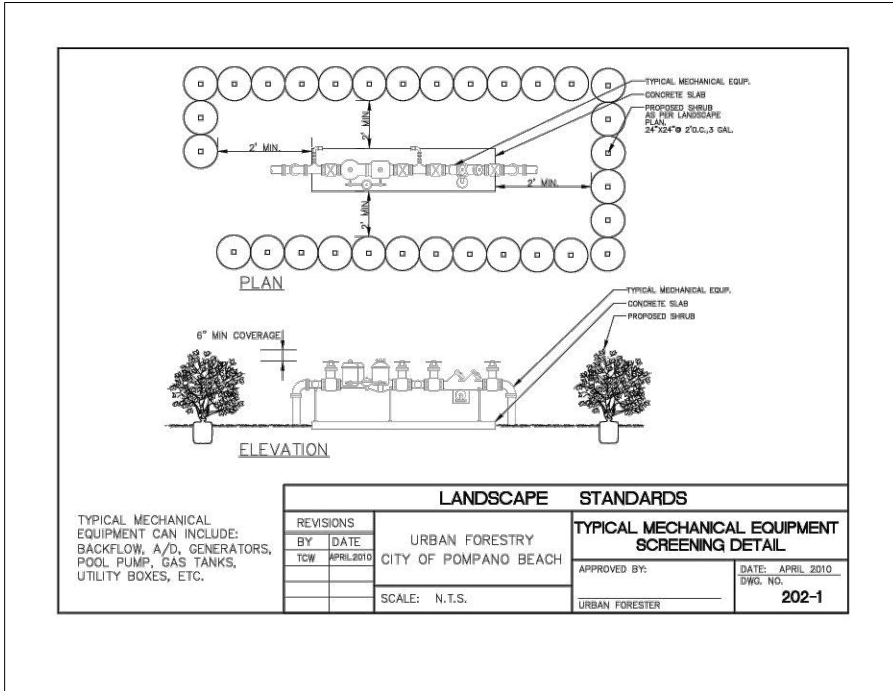 TYPICAL MECHANICAL EQUIP.
CONCRETE SLAB
PROPOSED SHRUB
AS PER LANDSCAPE
PLAN.
24"X24"@ 2'O.C.,3 GAL.
2' MIN.
2' MIN.
2' MIN.
2' MIN.
PLAN
TYPICAL MECHANICAL EQUIP.
CONCRETE SLAB
PROPOSED SHRUB
6" MIN COVERAGE
ELEVATION
TYPICAL MECHANICAL
EQUIPMENT CAN INCLUDE:
BACKFLOW, A/D, GENERATORS,
POOL PUMP, GAS TANKS,
UTILITY BOXES, ETC.
LANDSCAPE STANDARDS
REVISIONS
BY DATE
TCW APRIL2010
URBAN FORESTRY
CITY OF POMPANO BEACH
SCALE: N.T.S.
TYPICAL MECHANICAL EQUIPMENT
SCREENING DETAIL
APPROVED BY:
URBAN FORESTER
DATE: APRIL 2010
DWG. NO.
202-1